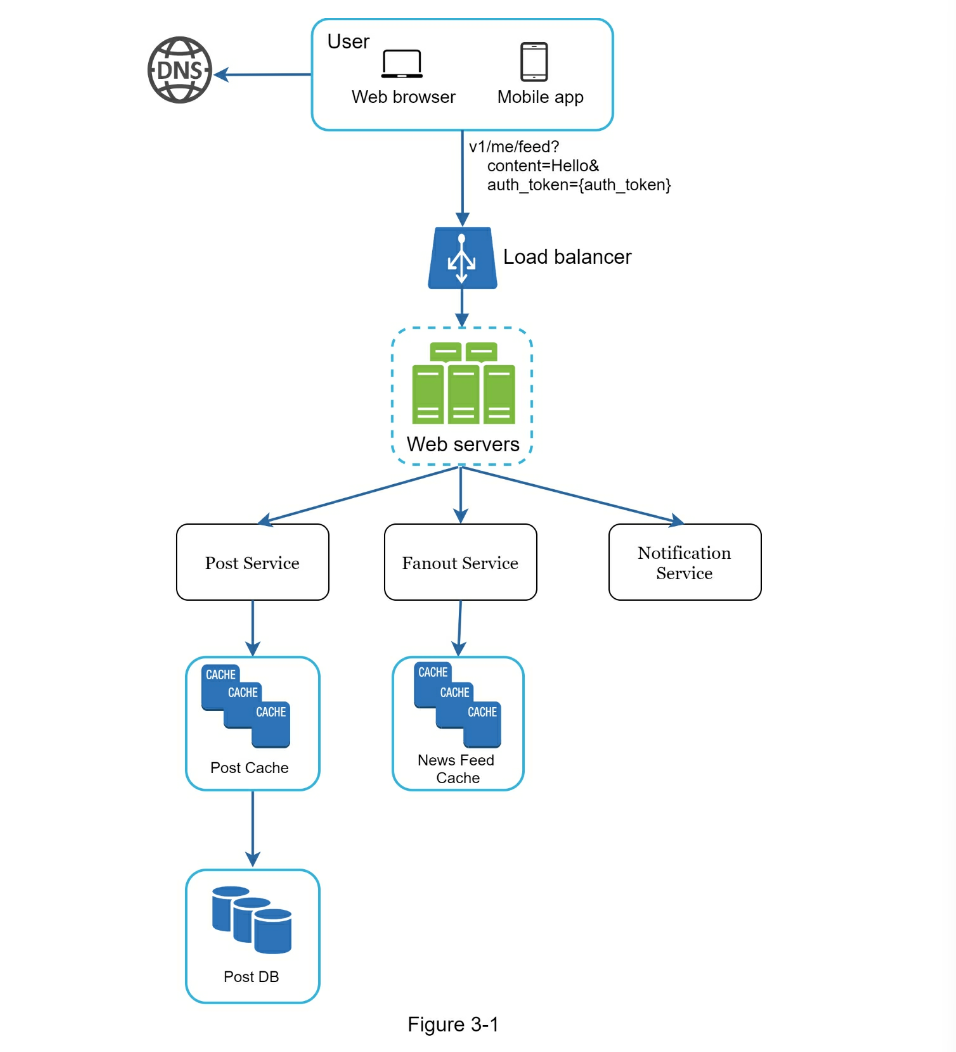 User
DNS
Web browser
Mobile app
v1/me/feed?
content=Hello&
auth_token={auth_token}
Load balancer
Web servers
Post Service
Fanout Service
Notification
Service
CACHE
CACHE
CACHE
Post Cache
CACHE
CACHE
CACHE
News Feed
Cache
Post DB
Figure 3-1